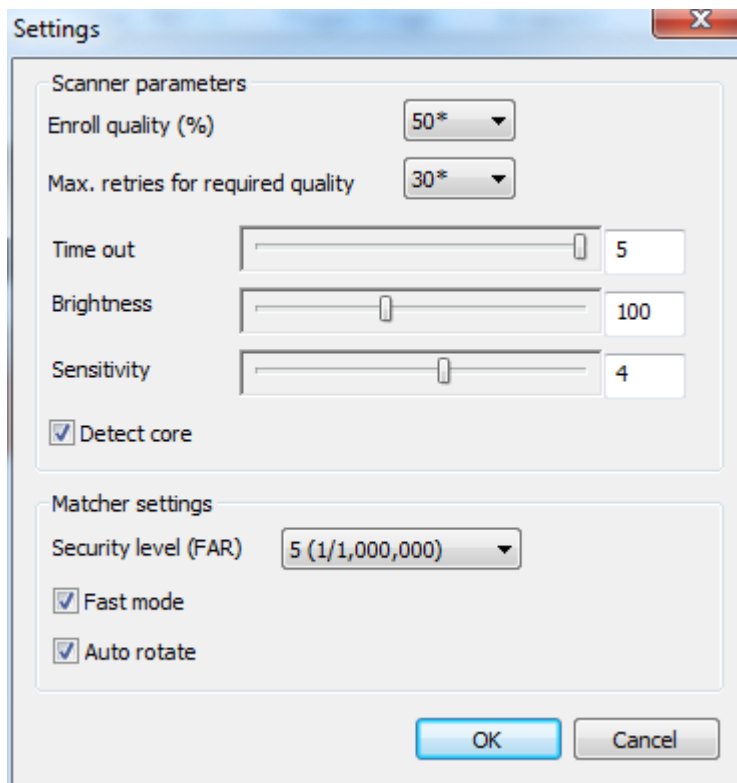 Settings
Scanner parameters
Enroll quality (%) 50*
Max. retries for required quality 30*
Time out 5
Brightness 100
Sensitivity 4
Detect core
Matcher settings
Security level (FAR) 5 (1/1,000,000)
Fast mode
Auto rotate
OK Cancel